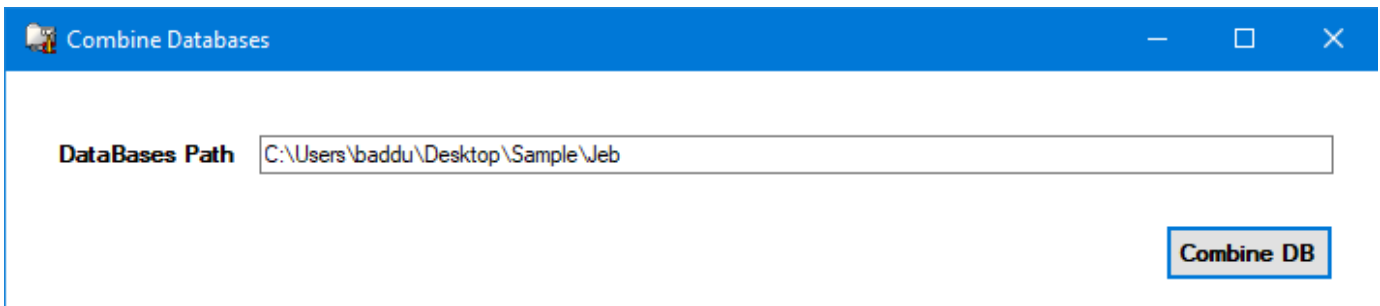 Combine Databases
DataBases Path C:\Users\baddu\Desktop\Sample\Jeb
Combine DB